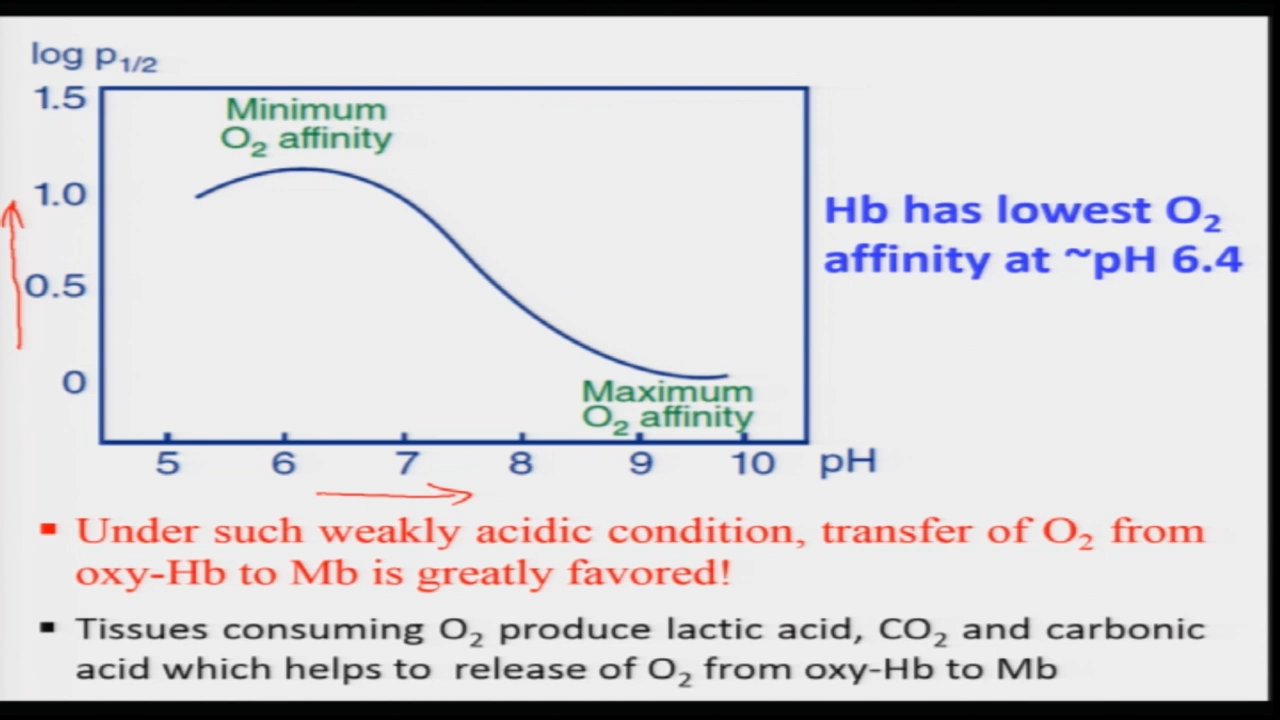 log p1/2
1.5
1.0
0.5
0
Minimum
O2 affinity
Maximum
O2 affinity
5 6 7 8 9 10 pH
Hb has lowest O2
affinity at ~pH 6.4
▪ Under such weakly acidic condition, transfer of O2 from
oxy-Hb to Mb is greatly favored!
▪ Tissues consuming O2 produce lactic acid, CO2 and carbonic
acid which helps to release of O2 from oxy-Hb to Mb